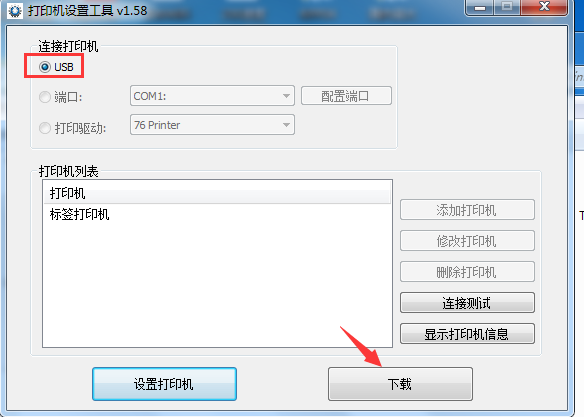 打印机设置工具 v1.58
连接打印机
USB
端口: COM1: 配置端口
打印驱动: 76 Printer
打印机列表
打印机
标签打印机
添加打印机
修改打印机
删除打印机
连接测试
显示打印机信息
设置打印机 下载